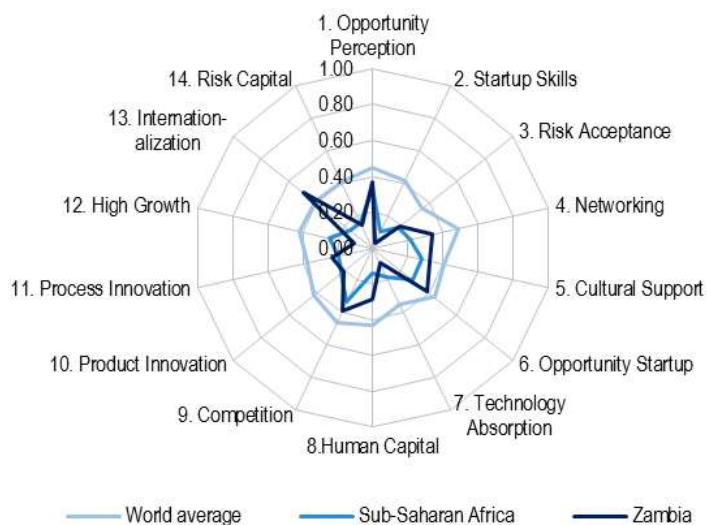 1. Opportunity
Perception
1.00
0.80
0.60
0.40
0.20
0.00
2. Startup Skills
3. Risk Acceptance
4. Networking
5. Cultural Support
6. Opportunity Startup
7. Technology
Absorption
8.Human Capital
9. Competition
10. Product Innovation
11. Process Innovation
12. High Growth
13. Internation-
alization
14. Risk Capital
World average
Sub-Saharan Africa
Zambia